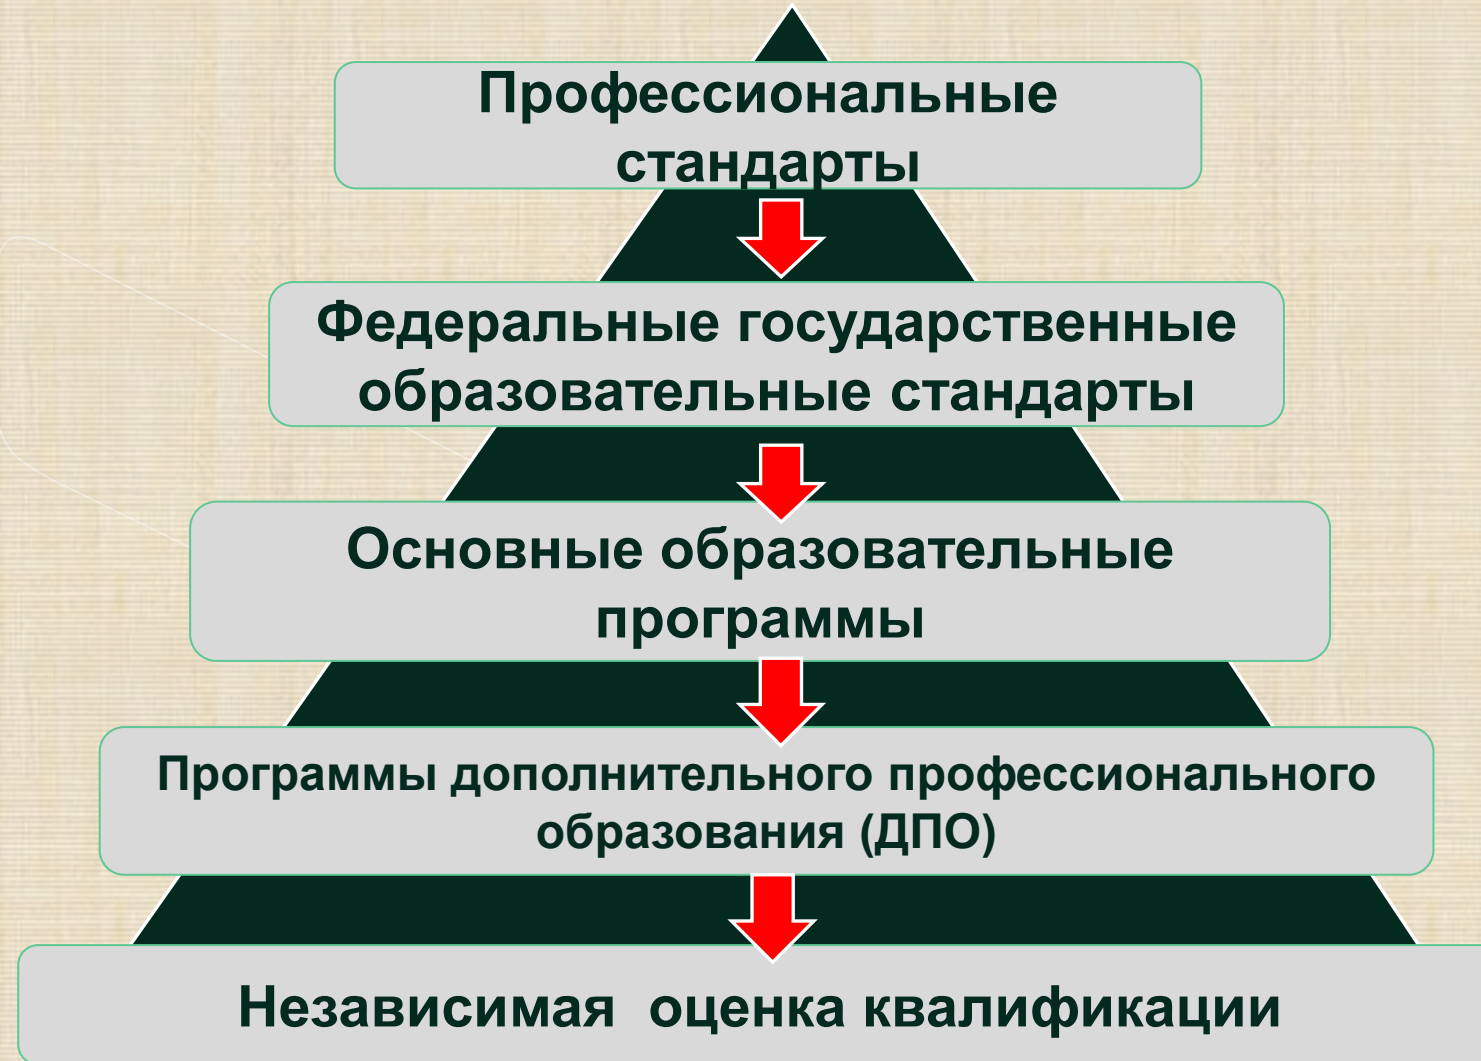 Профессиональные
стандарты
Федеральные государственные
образовательные стандарты
Основные образовательные
программы
Программы дополнительного профессионального
образования (ДПО)
Независимая  оценка квалификации